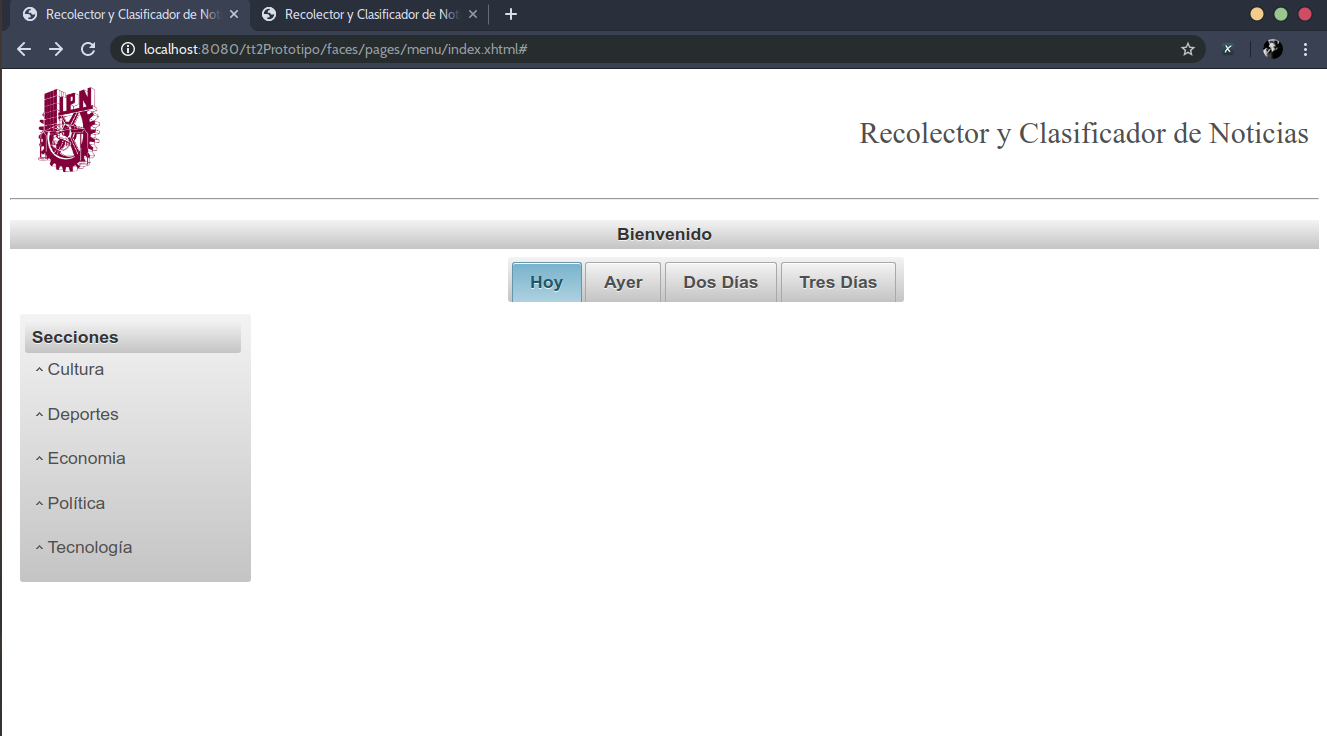 Recolector y Clasificador de Not
Recolector y Clasificador de Not
localhost:8080/tt2Prototipo/faces/pages/menu/index.xhtml#
IPN
Recolector y Clasificador de Noticias
Bienvenido
Hoy Ayer Dos Días Tres Días
Secciones
^ Cultura
^ Deportes
^ Economia
^ Política
^ Tecnología